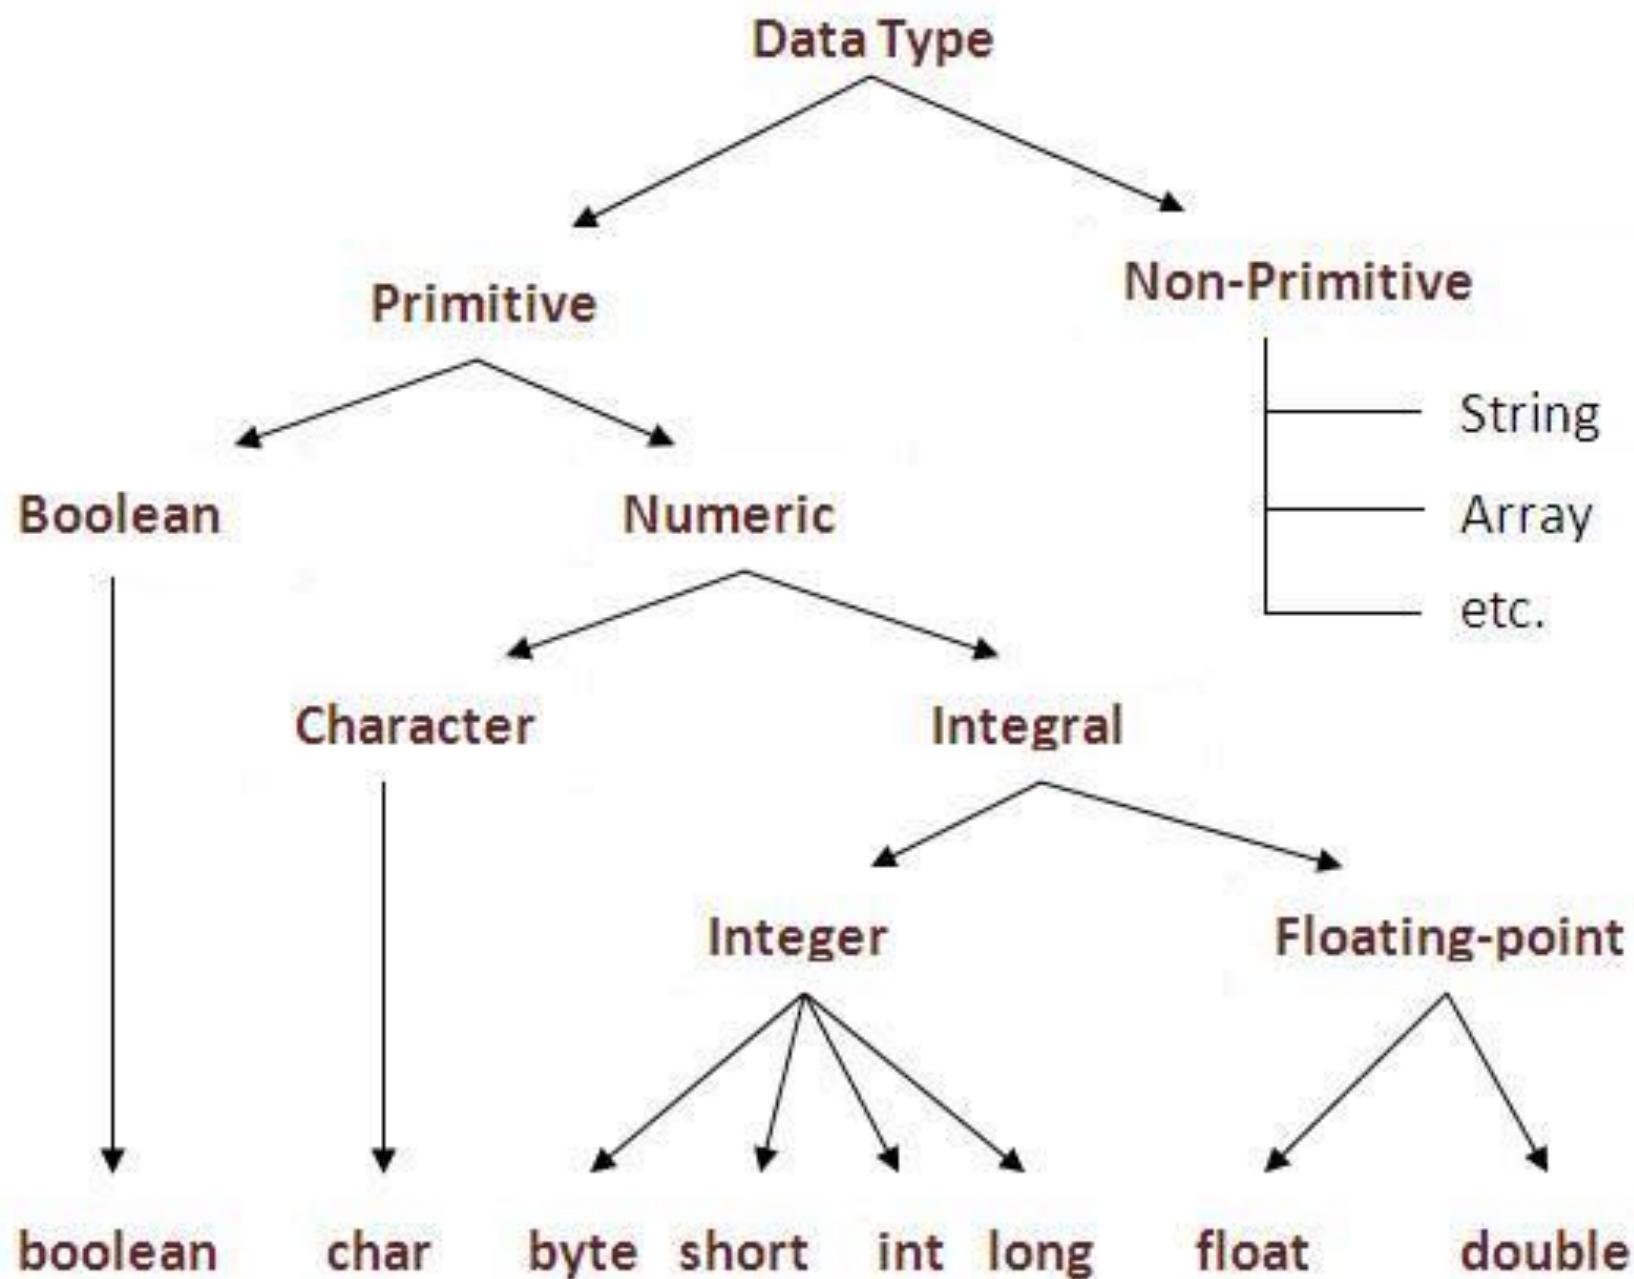 Data Type
Primitive
Non-Primitive
String
Array
etc.
Boolean
Numeric
Character
Integral
Integer
Floating-point
boolean char byte short int long float double